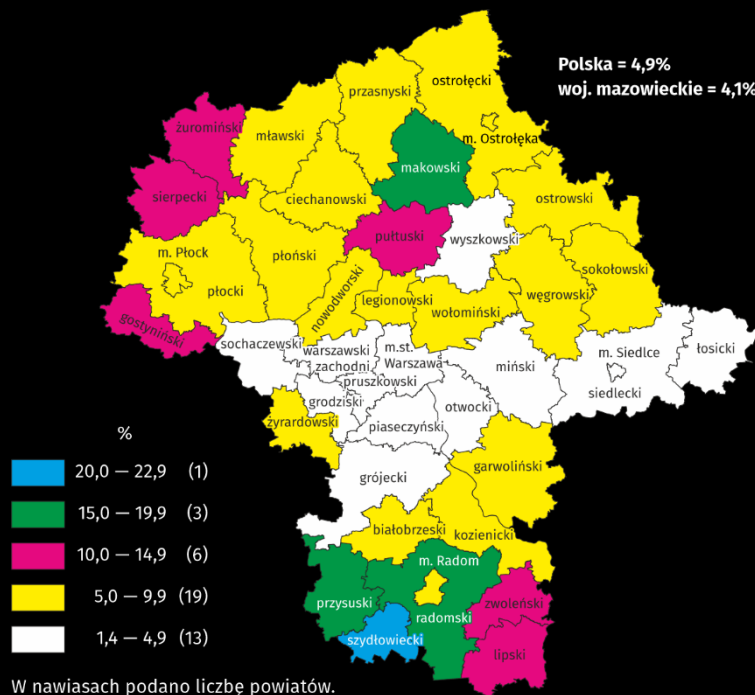 Polska = 4,9%
woj. mazowieckie = 4,1%
ostrołęcki
przasnyski
żuromiński
mławski
m. Ostrołęka
makowski
sierpecki
ciechanowski
ostrowski
pułtuski
wyszkowski
m. Płock
płoński
sokołowski
płocki
nowodworski
legionowski
węgrowski
wołomiński
gostyniński
sochaczewski
warszawski
zachodni
m.st.
Warszawa
miński
m. Siedlce
łosicki
pruszkowski
siedlecki
grodziski
otwocki
żyrardowski
piaseczyński
garwoliński
grójecki
białobrzeski
kozienicki
m. Radom
przysuski
zwoleński
radomski
szydłowiecki
lipski
%
20,0 — 22,9 (1)
15,0 — 19,9 (3)
10,0 — 14,9 (6)
5,0 — 9,9 (19)
1,4 — 4,9 (13)
W nawiasach podano liczbę powiatów.